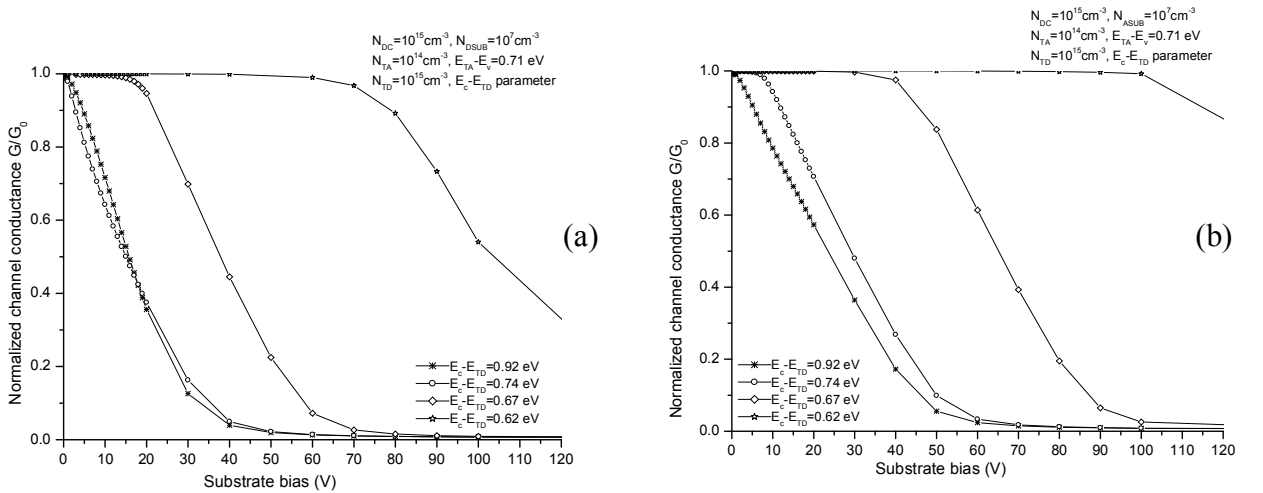 N_DC=10^15cm^-3, N_DSUB=10^7cm^-3
N_TA=10^14cm^-3, E_TA-E_v=0.71 eV
N_TD=10^15cm^-3, E_c-E_TD parameter
1.0
0.8
0.6
0.4
0.2
0.0
Normalized channel conductance G/G_0
(a)
E_c-E_TD=0.92 eV
E_c-E_TD=0.74 eV
E_c-E_TD=0.67 eV
E_c-E_TD=0.62 eV
0 10 20 30 40 50 60 70 80 90 100 110 120
Substrate bias (V)
N_DC=10^15cm^-3, N_ASUB=10^7cm^-3
N_TA=10^14cm^-3, E_TA-E_v=0.71 eV
N_TD=10^15cm^-3, E_c-E_TD parameter
1.0
0.8
0.6
0.4
0.2
0.0
Normalized channel conductance G/G_0
(b)
E_c-E_TD=0.92 eV
E_c-E_TD=0.74 eV
E_c-E_TD=0.67 eV
E_c-E_TD=0.62 eV
0 10 20 30 40 50 60 70 80 90 100 110 120
Substrate bias (V)